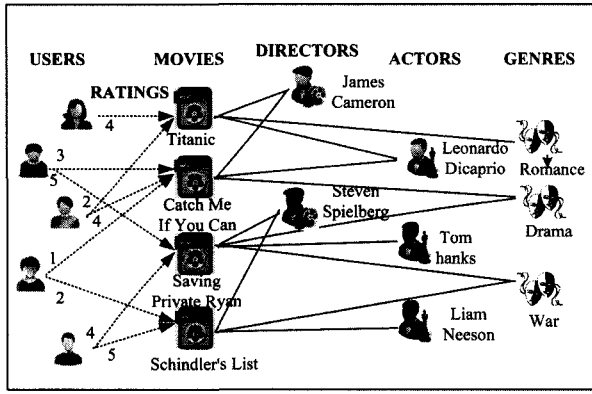 USERS
MOVIES
DIRECTORS
ACTORS
GENRES
RATINGS
James
Cameron
4
Titanic
3
5
Leonardo
Dicaprio
Romance
2
4
Catch Me
If You Can
Steven
Spielberg
Drama
1
2
Saving
Private Ryan
Tom
hanks
War
4
5
Liam
Neeson
Schindler's List